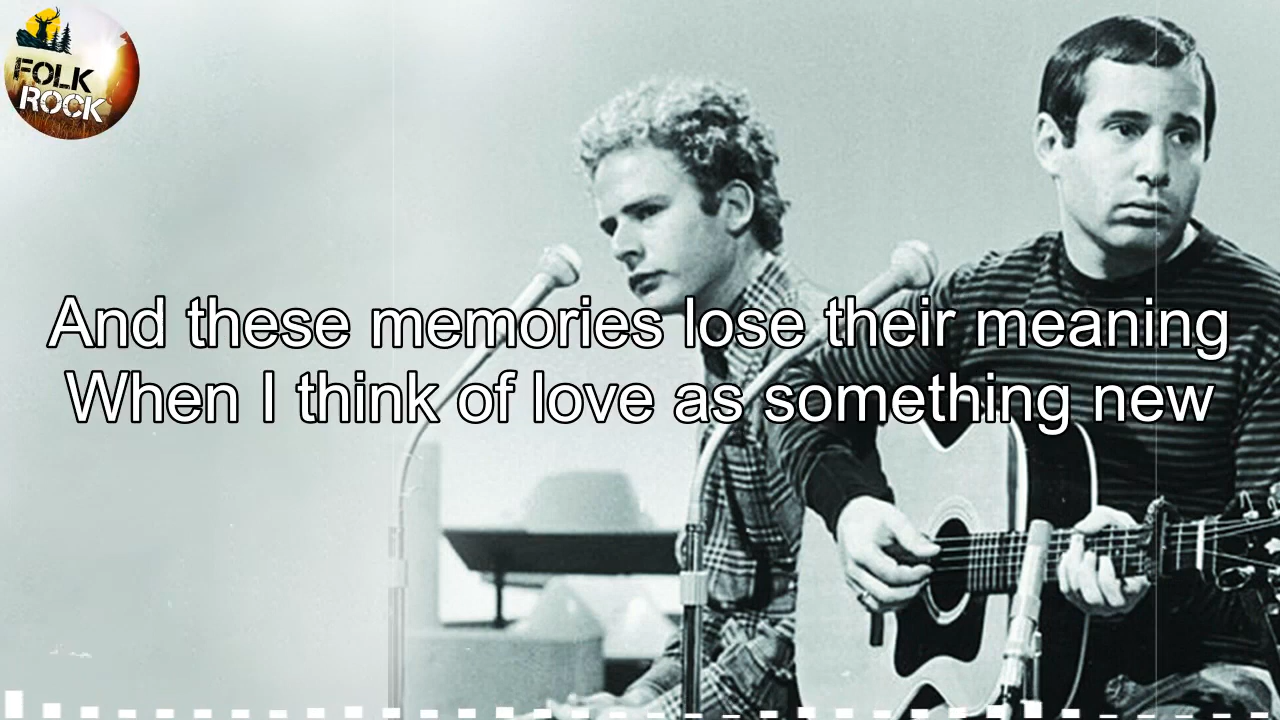 FOLK
ROCK
And these memories lose their meaning
When I think of love as something new